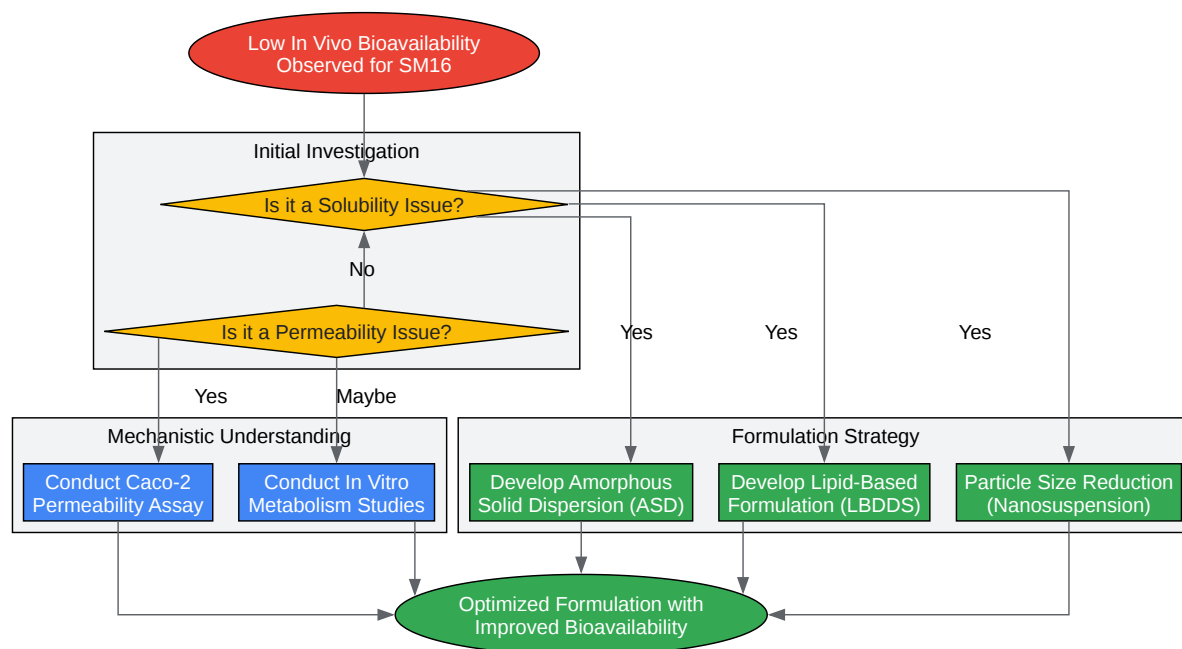 Low In Vivo Bioavailability
Observed for SM16
Initial Investigation
Is it a Solubility Issue?
No
Is it a Permeability Issue?
Yes
Yes
Yes
Yes
Maybe
Mechanistic Understanding
Formulation Strategy
Conduct Caco-2
Permeability Assay
Conduct In Vitro
Metabolism Studies
Develop Amorphous
Solid Dispersion (ASD)
Develop Lipid-Based
Formulation (LBDDS)
Particle Size Reduction
(Nanosuspension)
Optimized Formulation with
Improved Bioavailability